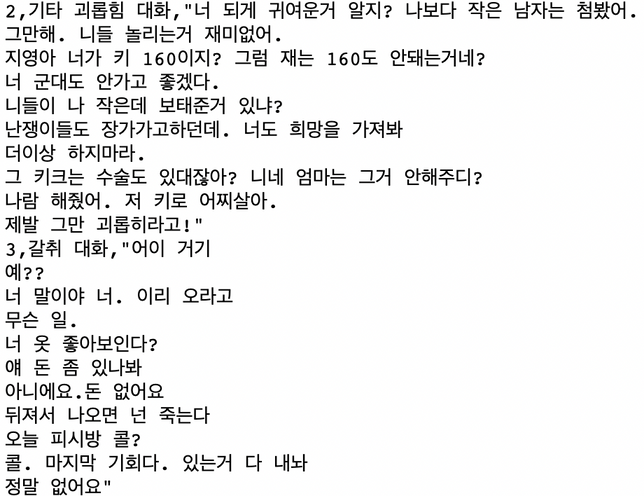 2,기타 괴롭힘 대화,"너 되게 귀여운거 알지? 나보다 작은 남자는 첨봤어.
그만해. 니들 놀리는거 재미없어.
지영아 너가 키 160이지? 그럼 재는 160도 안돼는거네?
너 군대도 안가고 좋겠다.
니들이 나 작은데 보태준거 있냐?
난쟁이들도 장가가고하던데. 너도 희망을 가져봐
더이상 하지마라.
그 키크는 수술도 있대잖아? 니네 엄마는 그거 안해주디?
나람 해줬어. 저 키로 어찌살아.
제발 그만 괴롭히라고!"
3,갈취 대화,"어이 거기
예??
너 말이야 너. 이리 오라고
무슨 일.
너 옷 좋아보인다?
얘 돈 좀 있나봐
아니에요.돈 없어요
뒤져서 나오면 넌 죽는다
오늘 피시방 콜?
콜. 마지막 기회다. 있는거 다 내놔
정말 없어요"